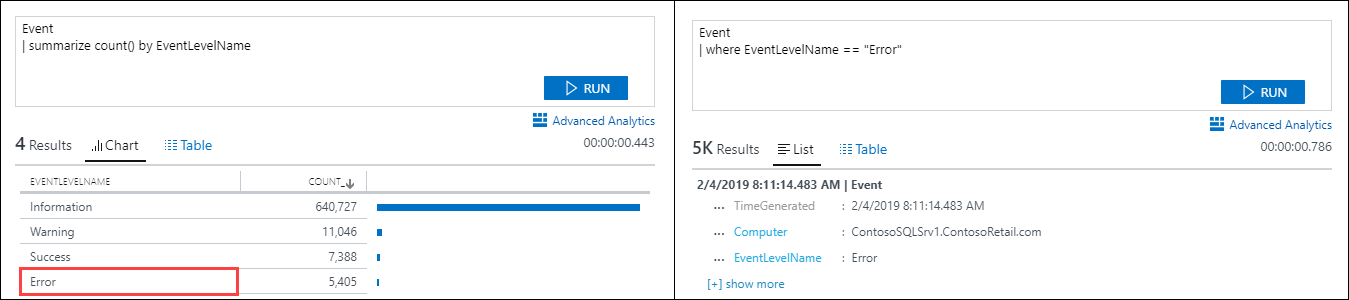 Event
| summarize count() by EventLevelName
RUN
Advanced Analytics
4 Results Chart Table 00:00:00.443
EVENTLEVELNAME COUNT_
Information 640,727
Warning 11,046
Success 7,388
Error 5,405
Event
| where EventLevelName == "Error"
RUN
Advanced Analytics
5K Results List Table 00:00:00.786
2/4/2019 8:11:14.483 AM | Event
... TimeGenerated : 2/4/2019 8:11:14.483 AM
... Computer : ContosoSQLSrv1.ContosoRetail.com
... EventLevelName : Error
[+] show more